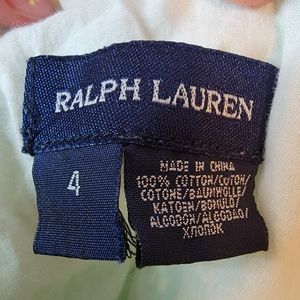 RALPH LAUREN
4
MADE IN CHINA
100% COTTON/COTON/
COTONE/BAUMWOLLE/
KATOEN/BOMULD/
ALGODON/ALGODAO/
ХЛОПОК